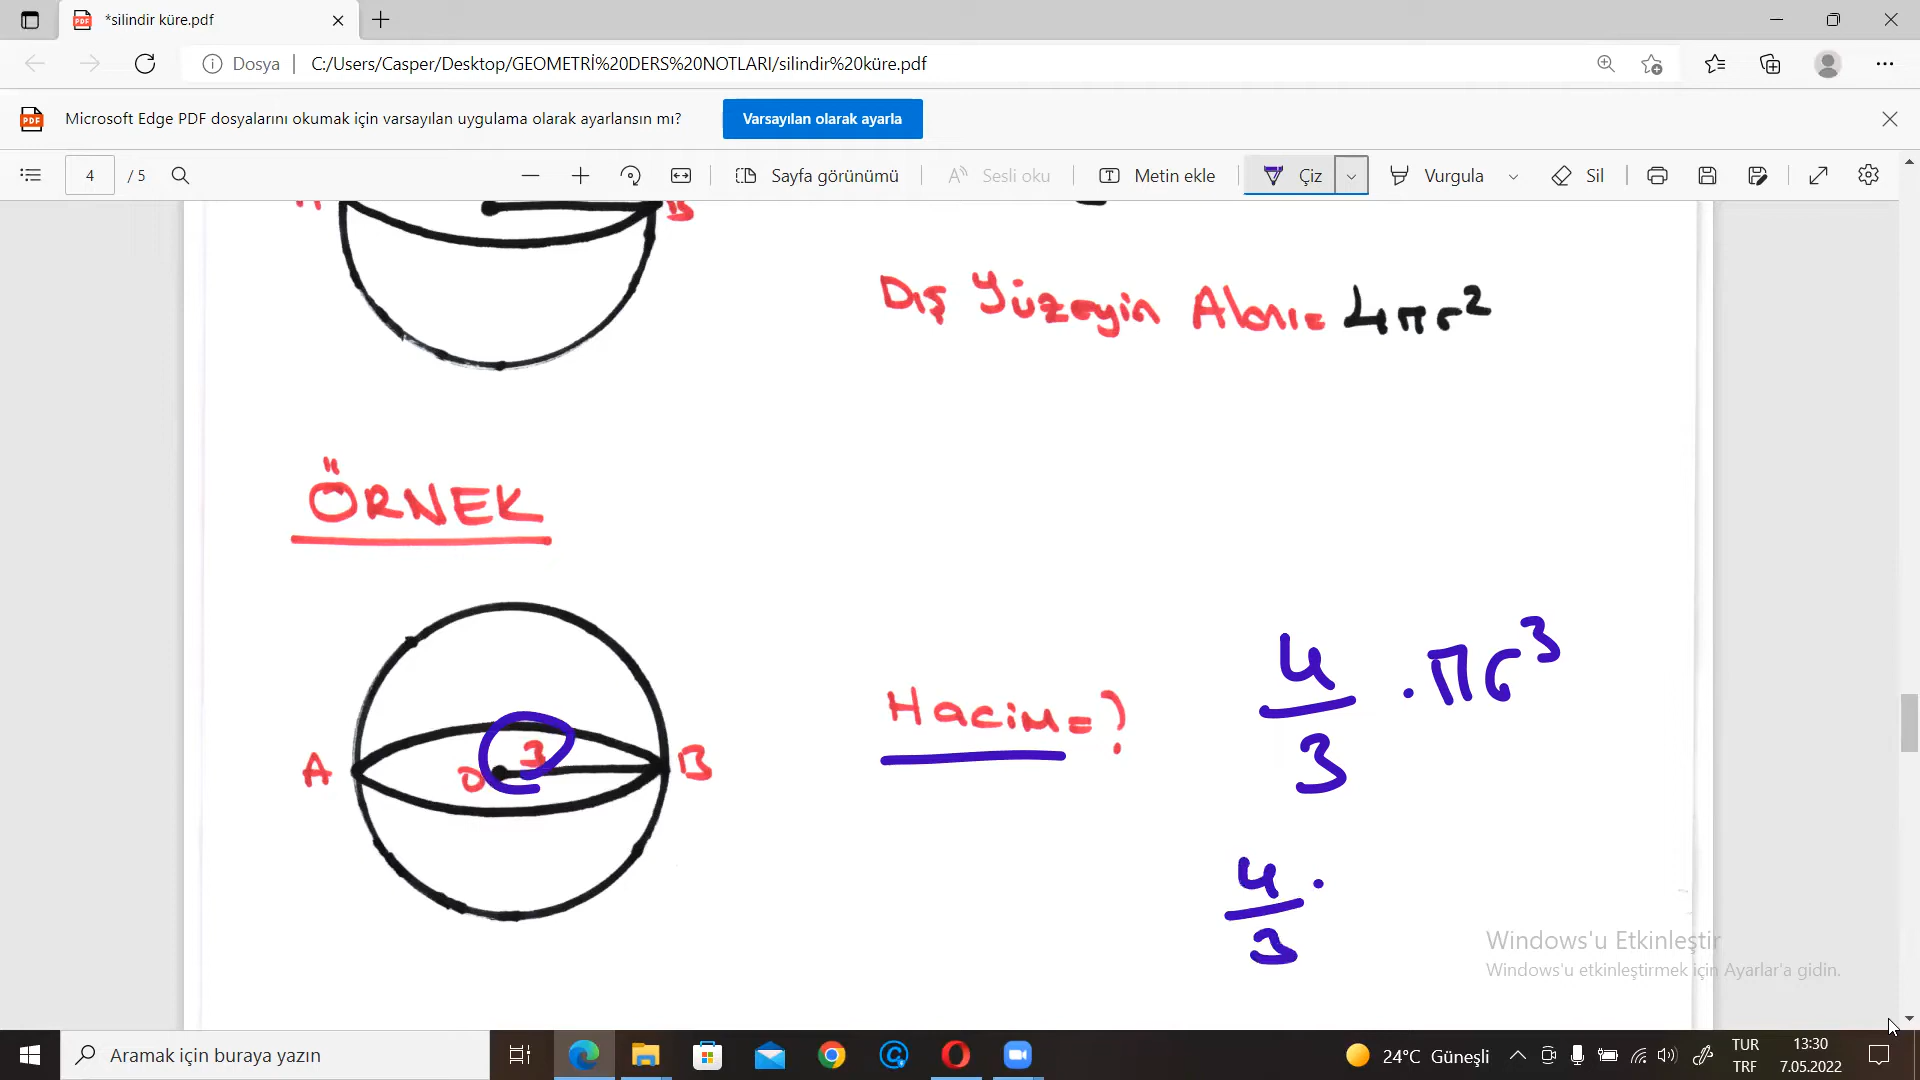 *silindir küre.pdf
Dosya
C:/Users/Casper/Desktop/GEOMETRİ%20DERS%20NOTLARI/silindir%20küre.pdf
Microsoft Edge PDF dosyalarını okumak için varsayılan uygulama olarak ayarlansın mı?
Varsayılan olarak ayarla
4 / 5
Sayfa görünümü
Sesli oku
Metin ekle
Çiz
Vurgula
Sil
B
Dış Yüzeyin Alanı= 4πr²
ÖRNEK
A O 3 B
Hacim=?
4/3 . πr³
4/3 .
Windows'u Etkinleştir
Windows'u etkinleştirmek için Ayarlar'a gidin.
Aramak için buraya yazın
24°C Güneşli
TUR
TRF
13:30
7.05.2022